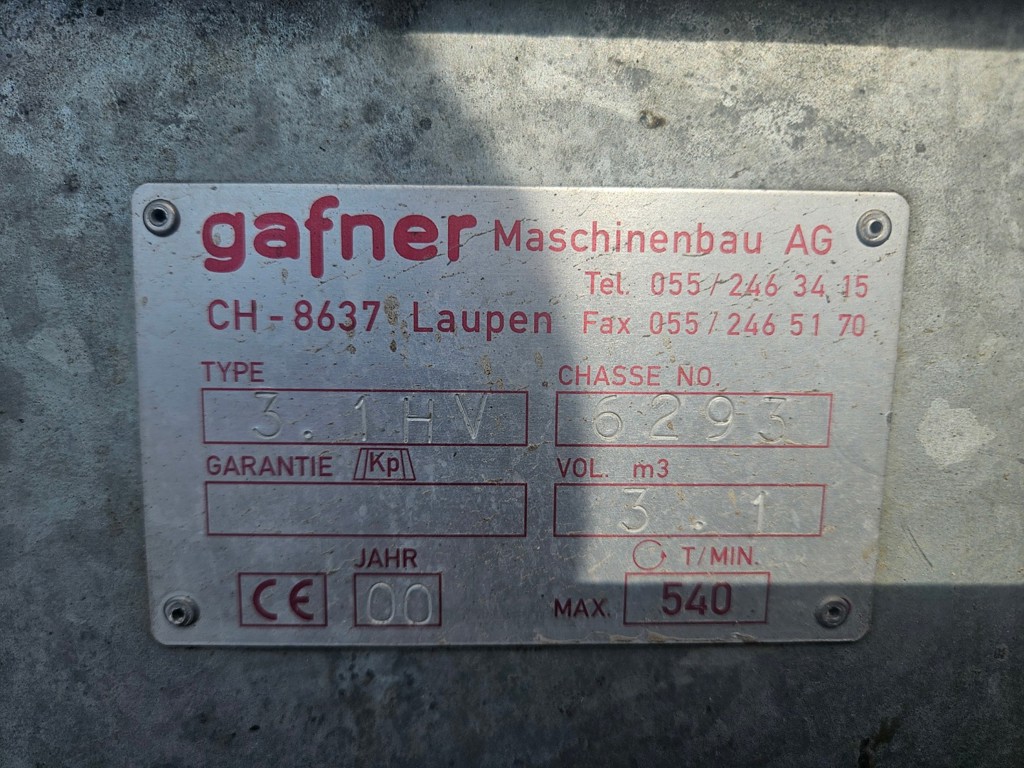 gafner Maschinenbau AG
Tel. 055/246 34 15
CH-8637 Laupen Fax 055/246 51 70
TYPE CHASSE NO.
3.1HV 6293
GARANTIE Kp VOL. m3
3.1
JAHR T/MIN.
CE 00 MAX. 540